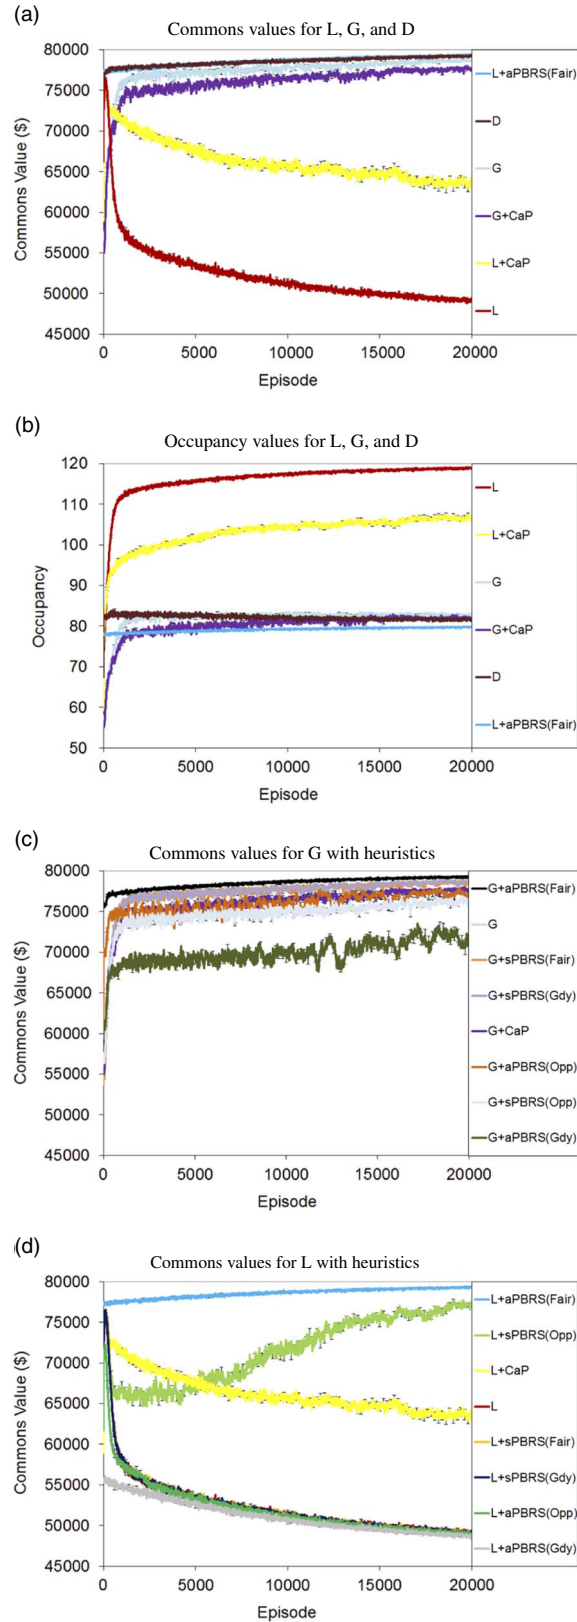 (a)
Commons values for L, G, and D
80000
75000
70000
65000
60000
55000
50000
45000
Commons Value ($)
0 5000 10000 15000 20000
Episode
L+aPBRS(Fair)
D
G
G+CaP
L+CaP
L
(b)
Occupancy values for L, G, and D
120
110
100
90
80
70
60
50
Occupancy
0 5000 10000 15000 20000
Episode
L
L+CaP
G
G+CaP
D
L+aPBRS(Fair)
(c)
Commons values for G with heuristics
80000
75000
70000
65000
60000
55000
50000
45000
Commons Value ($)
0 5000 10000 15000 20000
Episode
G+aPBRS(Fair)
G
G+sPBRS(Fair)
G+sPBRS(Gdy)
G+CaP
G+aPBRS(Opp)
G+sPBRS(Opp)
G+aPBRS(Gdy)
(d)
Commons values for L with heuristics
80000
75000
70000
65000
60000
55000
50000
45000
Commons Value ($)
0 5000 10000 15000 20000
Episode
L+aPBRS(Fair)
L+sPBRS(Opp)
L+CaP
L
L+sPBRS(Fair)
L+sPBRS(Gdy)
L+aPBRS(Opp)
L+aPBRS(Gdy)